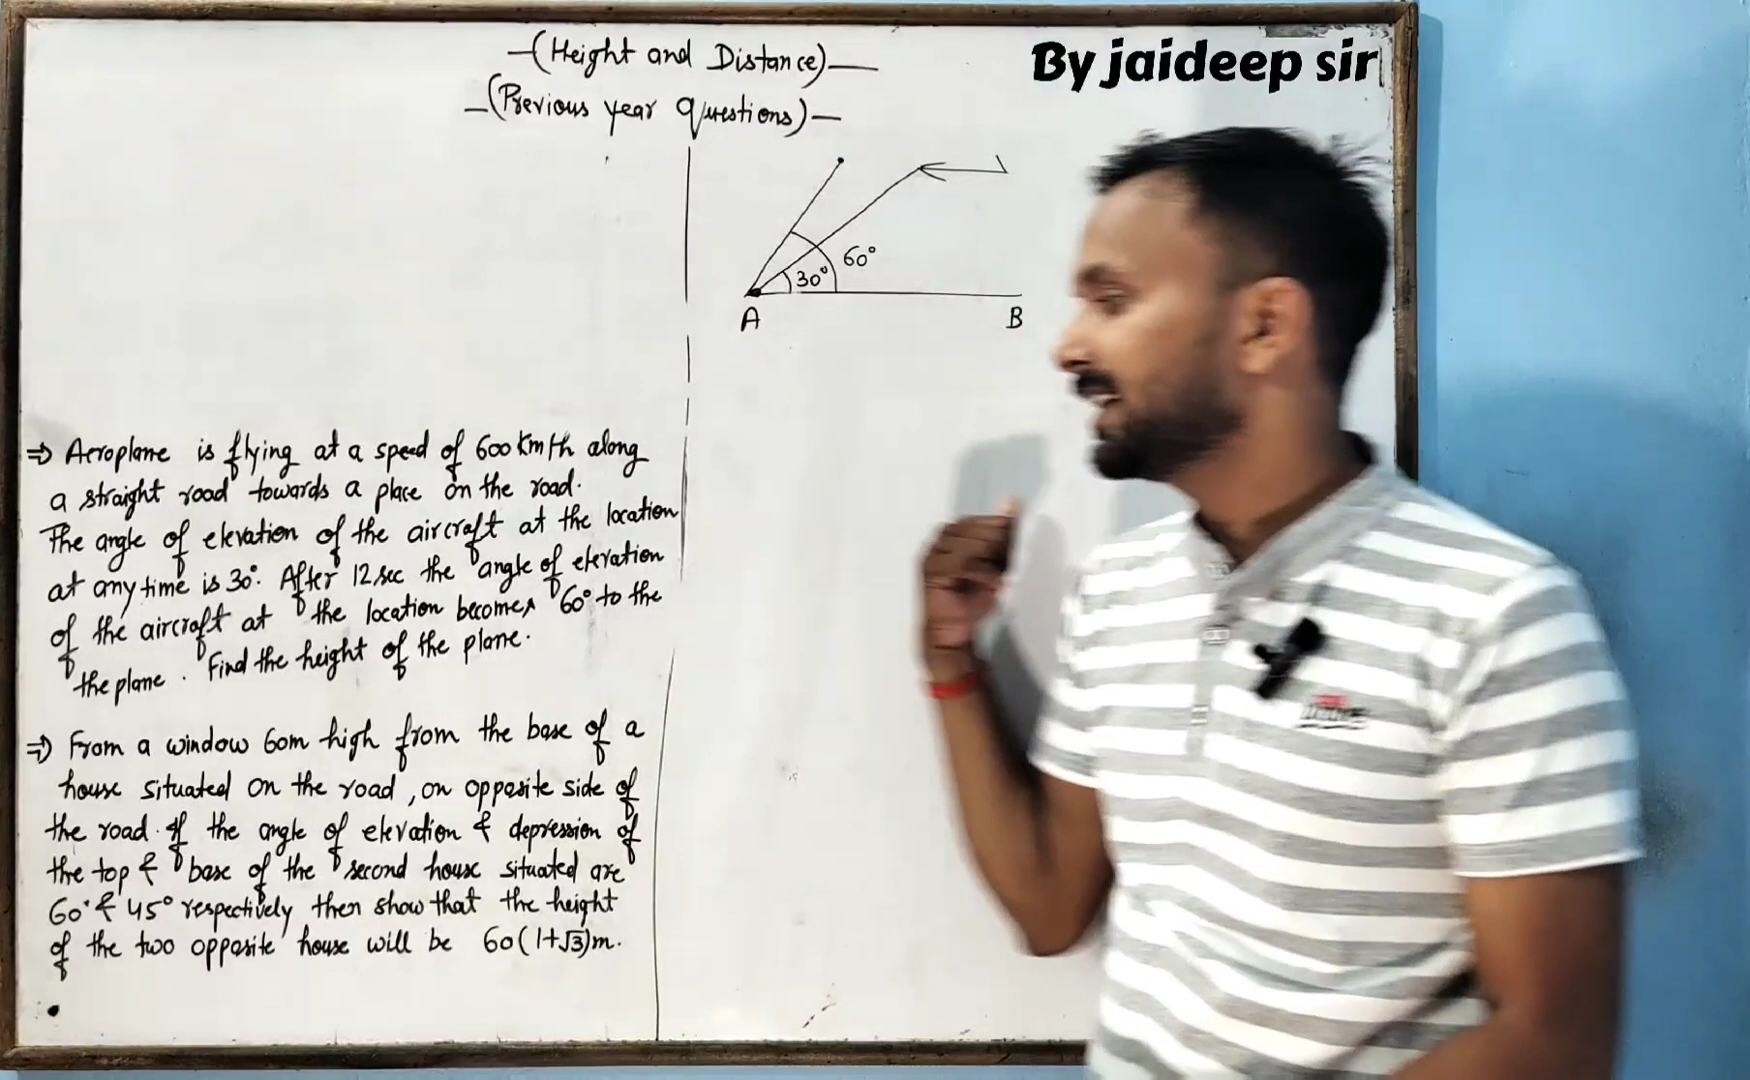 (Height and Distance)
(Previous year questions)
By jaideep sir
60°
30°
A
B
⇒ Aeroplane is flying at a speed of 600 Km/h along
a straight road towards a place on the road.
The angle of elevation of the aircraft at the location
at any time is 30°. After 12 sec the angle of elevation
of the aircraft at the location becomes 60° to the
the plane. Find the height of the plane.
⇒ From a window 60m high from the base of a
house situated on the road, on opposite side of
the road. If the angle of elevation & depression of
the top & base of the second house situated are
60° & 45° respectively then show that the height
of the two opposite house will be 60(1+√3)m.